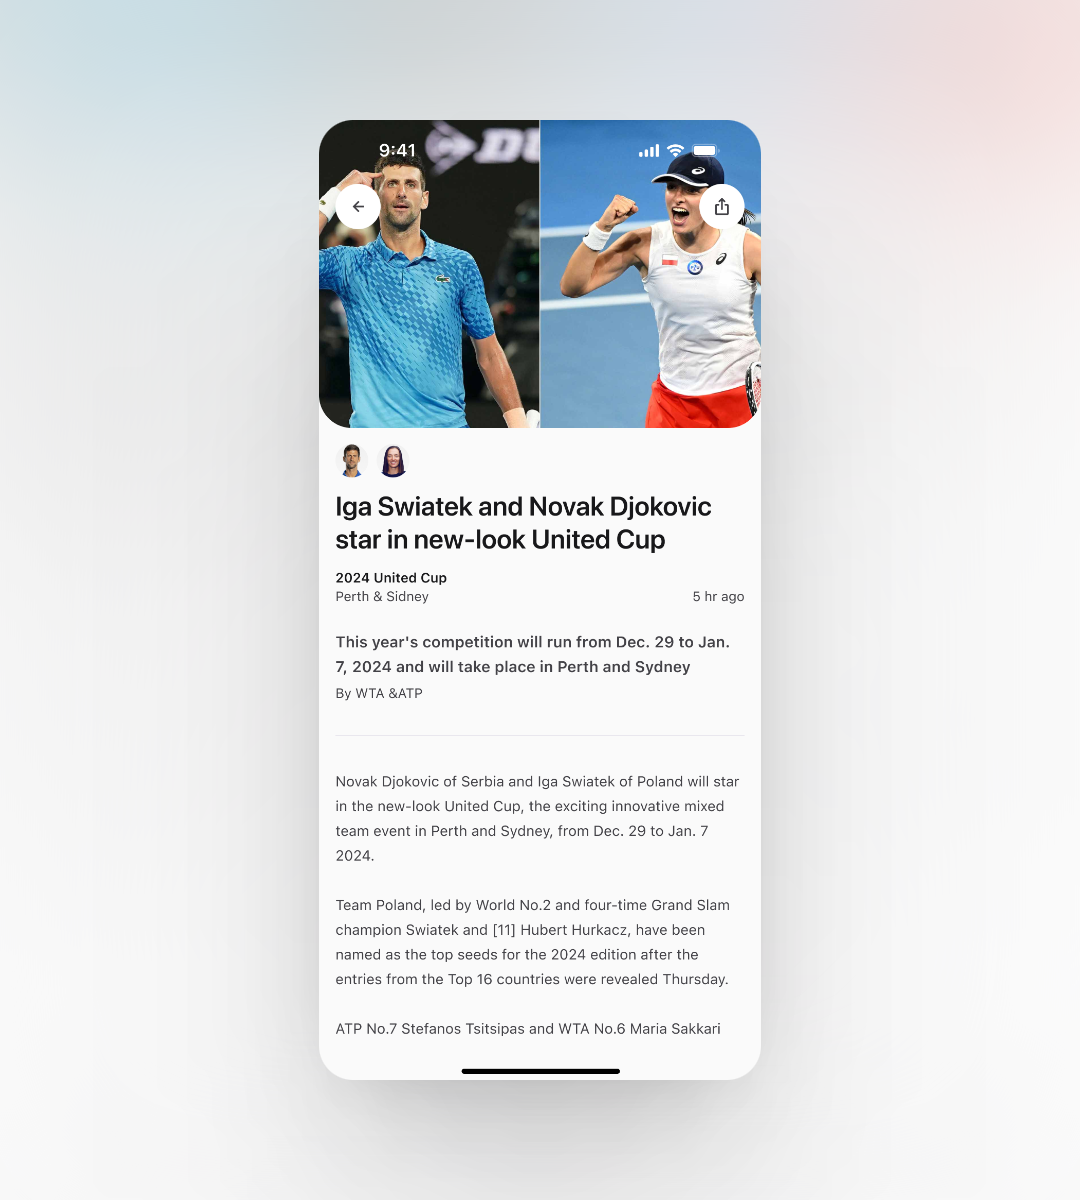 9:41
DU
Iga Swiatek and Novak Djokovic
star in new-look United Cup
2024 United Cup
Perth & Sidney
5 hr ago
This year's competition will run from Dec. 29 to Jan.
7, 2024 and will take place in Perth and Sydney
By WTA &ATP
Novak Djokovic of Serbia and Iga Swiatek of Poland will star
in the new-look United Cup, the exciting innovative mixed
team event in Perth and Sydney, from Dec. 29 to Jan. 7
2024.
Team Poland, led by World No.2 and four-time Grand Slam
champion Swiatek and [11] Hubert Hurkacz, have been
named as the top seeds for the 2024 edition after the
entries from the Top 16 countries were revealed Thursday.
ATP No.7 Stefanos Tsitsipas and WTA No.6 Maria Sakkari